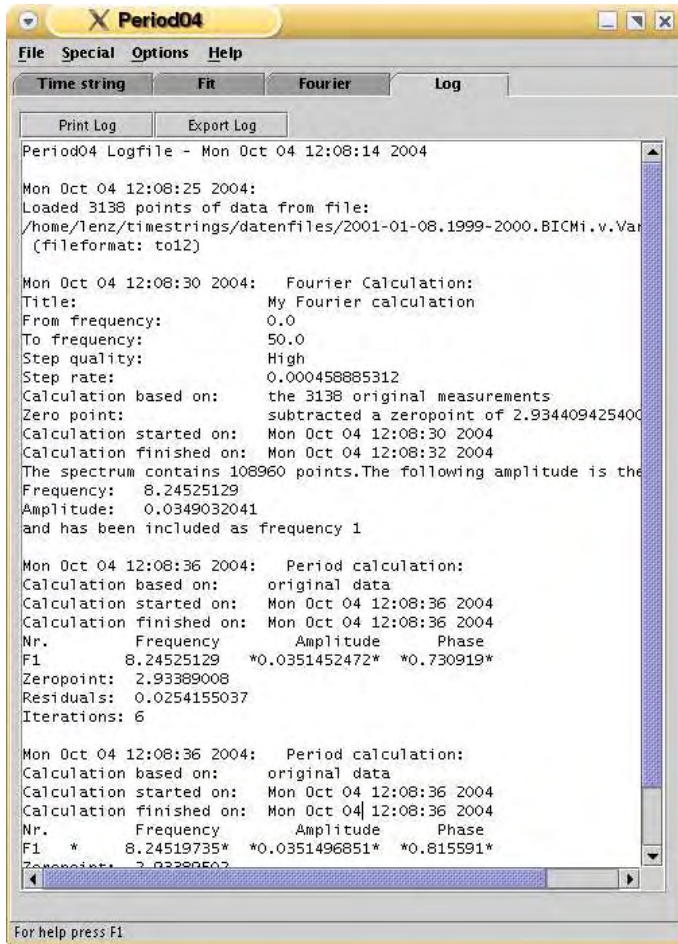 Period04
File Special Options Help
Time string Fit Fourier Log
Print Log Export Log
Period04 Logfile - Mon Oct 04 12:08:14 2004
Mon Oct 04 12:08:25 2004:
Loaded 3138 points of data from file:
/home/lenz/timestrings/datenfiles/2001-01-08.1999-2000.BICMi.v.Var
(fileformat: to12)
Mon Oct 04 12:08:30 2004: Fourier Calculation:
Title: My Fourier calculation
From frequency: 0.0
To frequency: 50.0
Step quality: High
Step rate: 0.000458885312
Calculation based on: the 3138 original measurements
Zero point: subtracted a zeropoint of 2.934409425400
Calculation started on: Mon Oct 04 12:08:30 2004
Calculation finished on: Mon Oct 04 12:08:32 2004
The spectrum contains 108960 points.The following amplitude is the
Frequency: 8.24525129
Amplitude: 0.0349032041
and has been included as frequency 1
Mon Oct 04 12:08:36 2004: Period calculation:
Calculation based on: original data
Calculation started on: Mon Oct 04 12:08:36 2004
Calculation finished on: Mon Oct 04 12:08:36 2004
Nr. Frequency Amplitude Phase
F1 8.24525129 *0.0351452472* *0.730919*
Zeropoint: 2.93389008
Residuals: 0.0254155037
Iterations: 6
Mon Oct 04 12:08:36 2004: Period calculation:
Calculation based on: original data
Calculation started on: Mon Oct 04 12:08:36 2004
Calculation finished on: Mon Oct 04 12:08:36 2004
Nr. Frequency Amplitude Phase
F1 * 8.24519735* *0.0351496851* *0.815591*
Zeropoint: 2.93389502
For help press F1